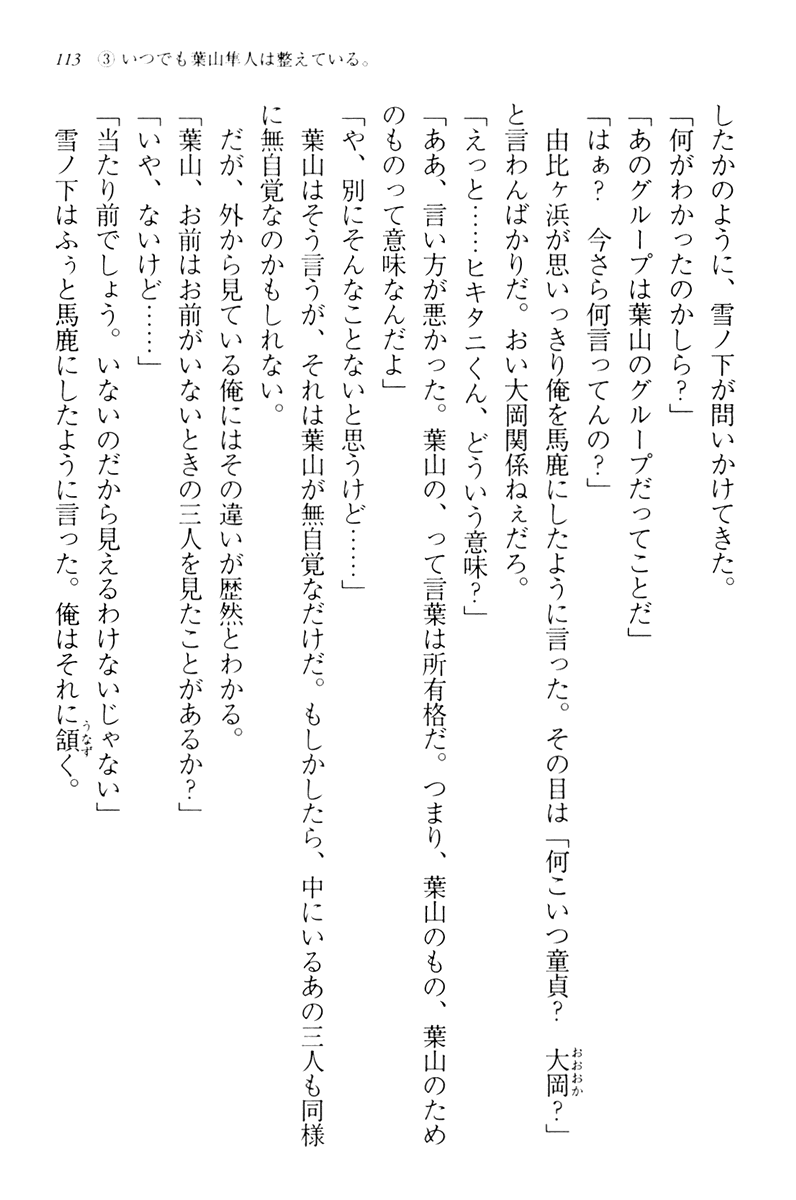 113 ③いつでも葉山隼人は整えている。
したかのように、雪ノ下が問いかけてきた。
「何がわかったのかしら?」
「あのグループは葉山のグループだってことだ」
「はぁ? 今さら何言ってんの?」
由比ヶ浜が思いっきり俺を馬鹿にしたように言った。その目は「何こいつ童貞? 大岡?」
と言わんばかりだ。おい大岡関係ねぇだろ。
「えっと……ヒキタニくん、どういう意味?」
「ああ、言い方が悪かった。葉山の、って言葉は所有格だ。つまり、葉山のもの、葉山のため
のものって意味なんだよ」
「や、別にそんなことないと思うけど……」
葉山はそう言うが、それは葉山が無自覚なだけだ。もしかしたら、中にいるあの三人も同様
に無自覚なのかもしれない。
だが、外から見ている俺にはその違いが歴然とわかる。
「葉山、お前はお前がいないときの三人を見たことがあるか?」
「いや、ないけど……」
「当たり前でしょう。いないのだから見えるわけないじゃない」
雪ノ下はふぅと馬鹿にしたように言った。俺はそれに頷く。